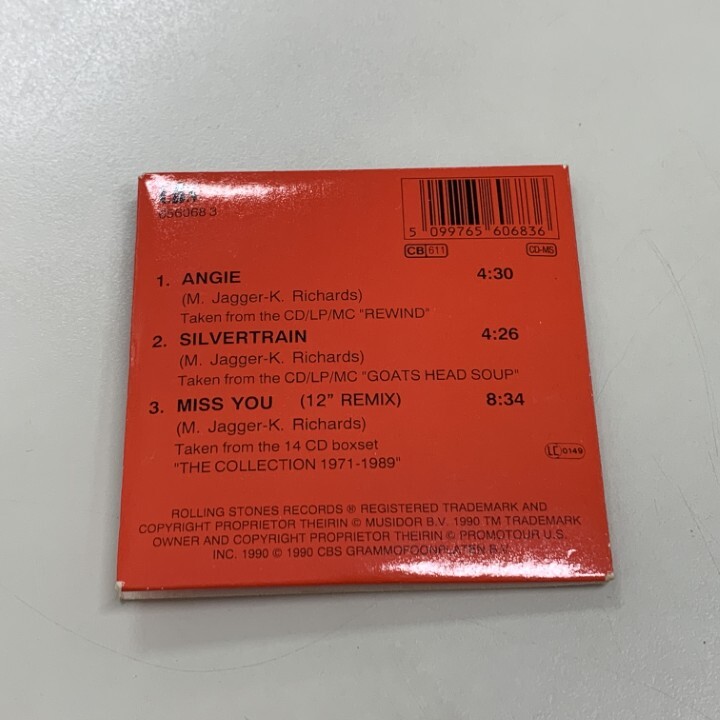 CBS
656068 3
5 099765 606836
CB 611
CD-MS
1. ANGIE 4:30
(M. Jagger-K. Richards)
Taken from the CD/LP/MC "REWIND"
2. SILVERTRAIN 4:26
(M. Jagger-K. Richards)
Taken from the CD/LP/MC "GOATS HEAD SOUP"
3. MISS YOU (12" REMIX) 8:34
(M. Jagger-K. Richards)
Taken from the 14 CD boxset
"THE COLLECTION 1971-1989"
LC 0149
ROLLING STONES RECORDS ® REGISTERED TRADEMARK AND
COPYRIGHT PROPRIETOR THEIRIN © MUSIDOR B.V. 1990 TM TRADEMARK
OWNER AND COPYRIGHT PROPRIETOR THEIRIN © PROMOTOUR U.S.
INC. 1990 © 1990 CBS GRAMMOFOONPLATEN B.V.